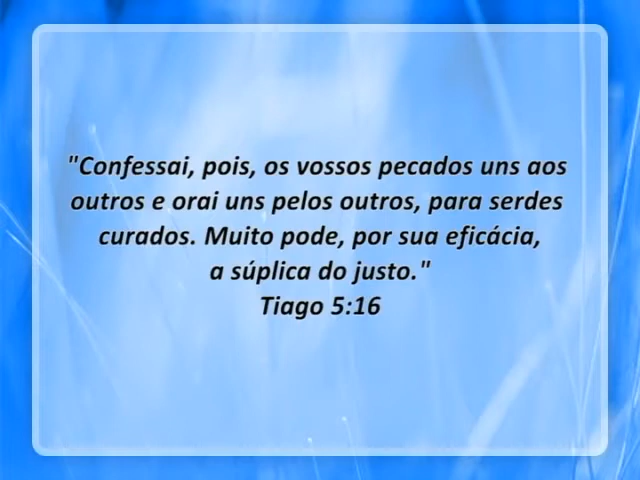 "Confessai, pois, os vossos pecados uns aos
outros e orai uns pelos outros, para serdes
curados. Muito pode, por sua eficácia,
a súplica do justo."
Tiago 5:16